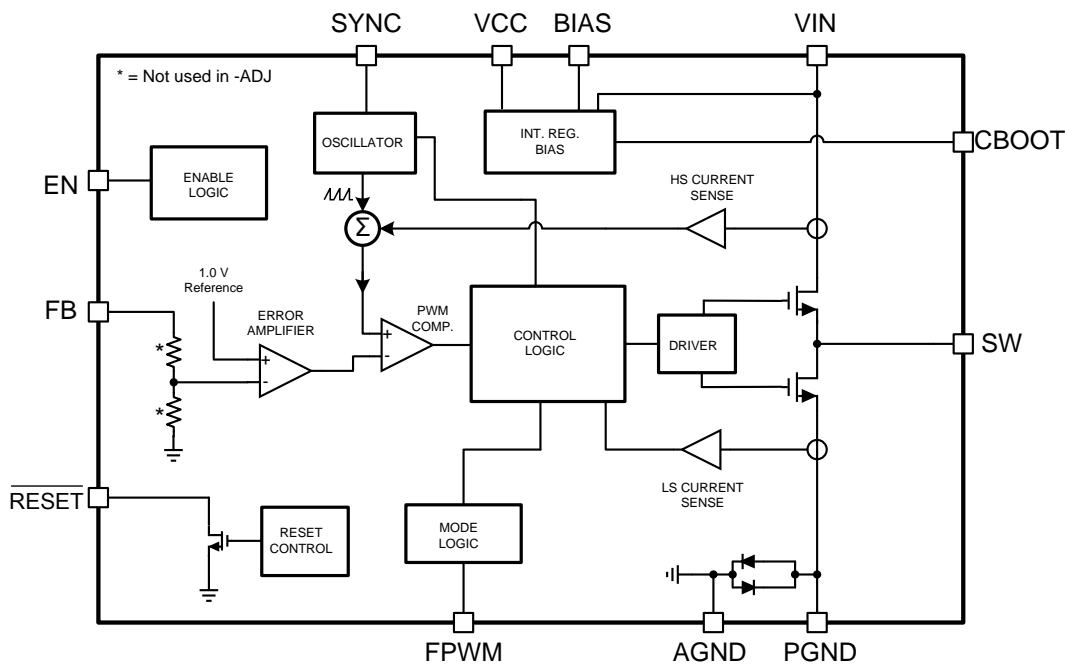 SYNC VCC BIAS VIN
* = Not used in -ADJ
OSCILLATOR
INT. REG.
BIAS
CBOOT
EN
ENABLE
LOGIC
HS CURRENT
SENSE
Σ
1.0 V
Reference
FB
ERROR
AMPLIFIER
PWM
COMP.
+
-
+
-
*
*
CONTROL
LOGIC
DRIVER
SW
LS CURRENT
SENSE
RESET
RESET
CONTROL
MODE
LOGIC
FPWM AGND PGND